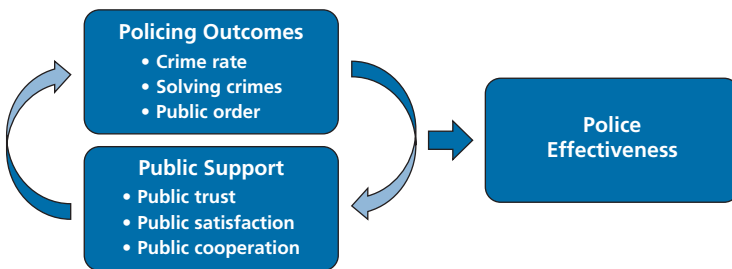 Policing Outcomes
• Crime rate
• Solving crimes
• Public order
Public Support
• Public trust
• Public satisfaction
• Public cooperation
Police
Effectiveness